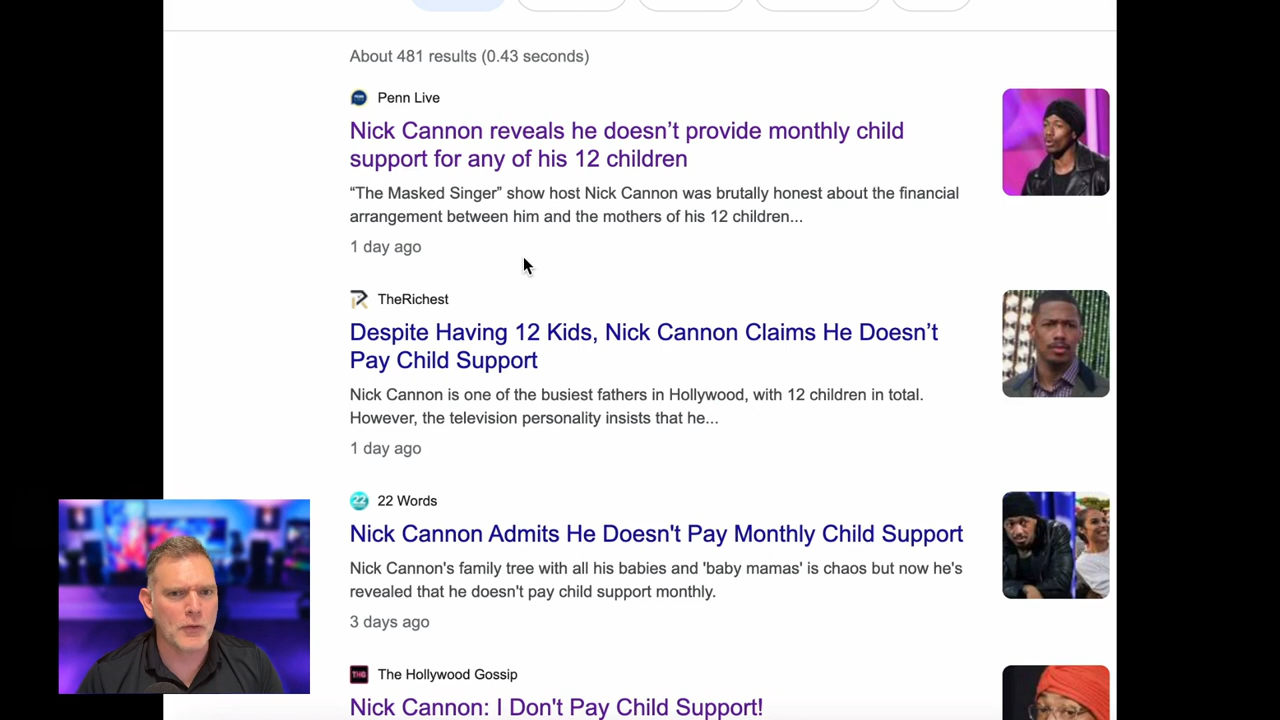 About 481 results (0.43 seconds)
Penn Live
Nick Cannon reveals he doesn’t provide monthly child
support for any of his 12 children
“The Masked Singer” show host Nick Cannon was brutally honest about the financial
arrangement between him and the mothers of his 12 children...
1 day ago
TheRichest
Despite Having 12 Kids, Nick Cannon Claims He Doesn’t
Pay Child Support
Nick Cannon is one of the busiest fathers in Hollywood, with 12 children in total.
However, the television personality insists that he...
1 day ago
22 Words
Nick Cannon Admits He Doesn't Pay Monthly Child Support
Nick Cannon's family tree with all his babies and 'baby mamas' is chaos but now he's
revealed that he doesn't pay child support monthly.
3 days ago
The Hollywood Gossip
Nick Cannon: I Don't Pay Child Support!